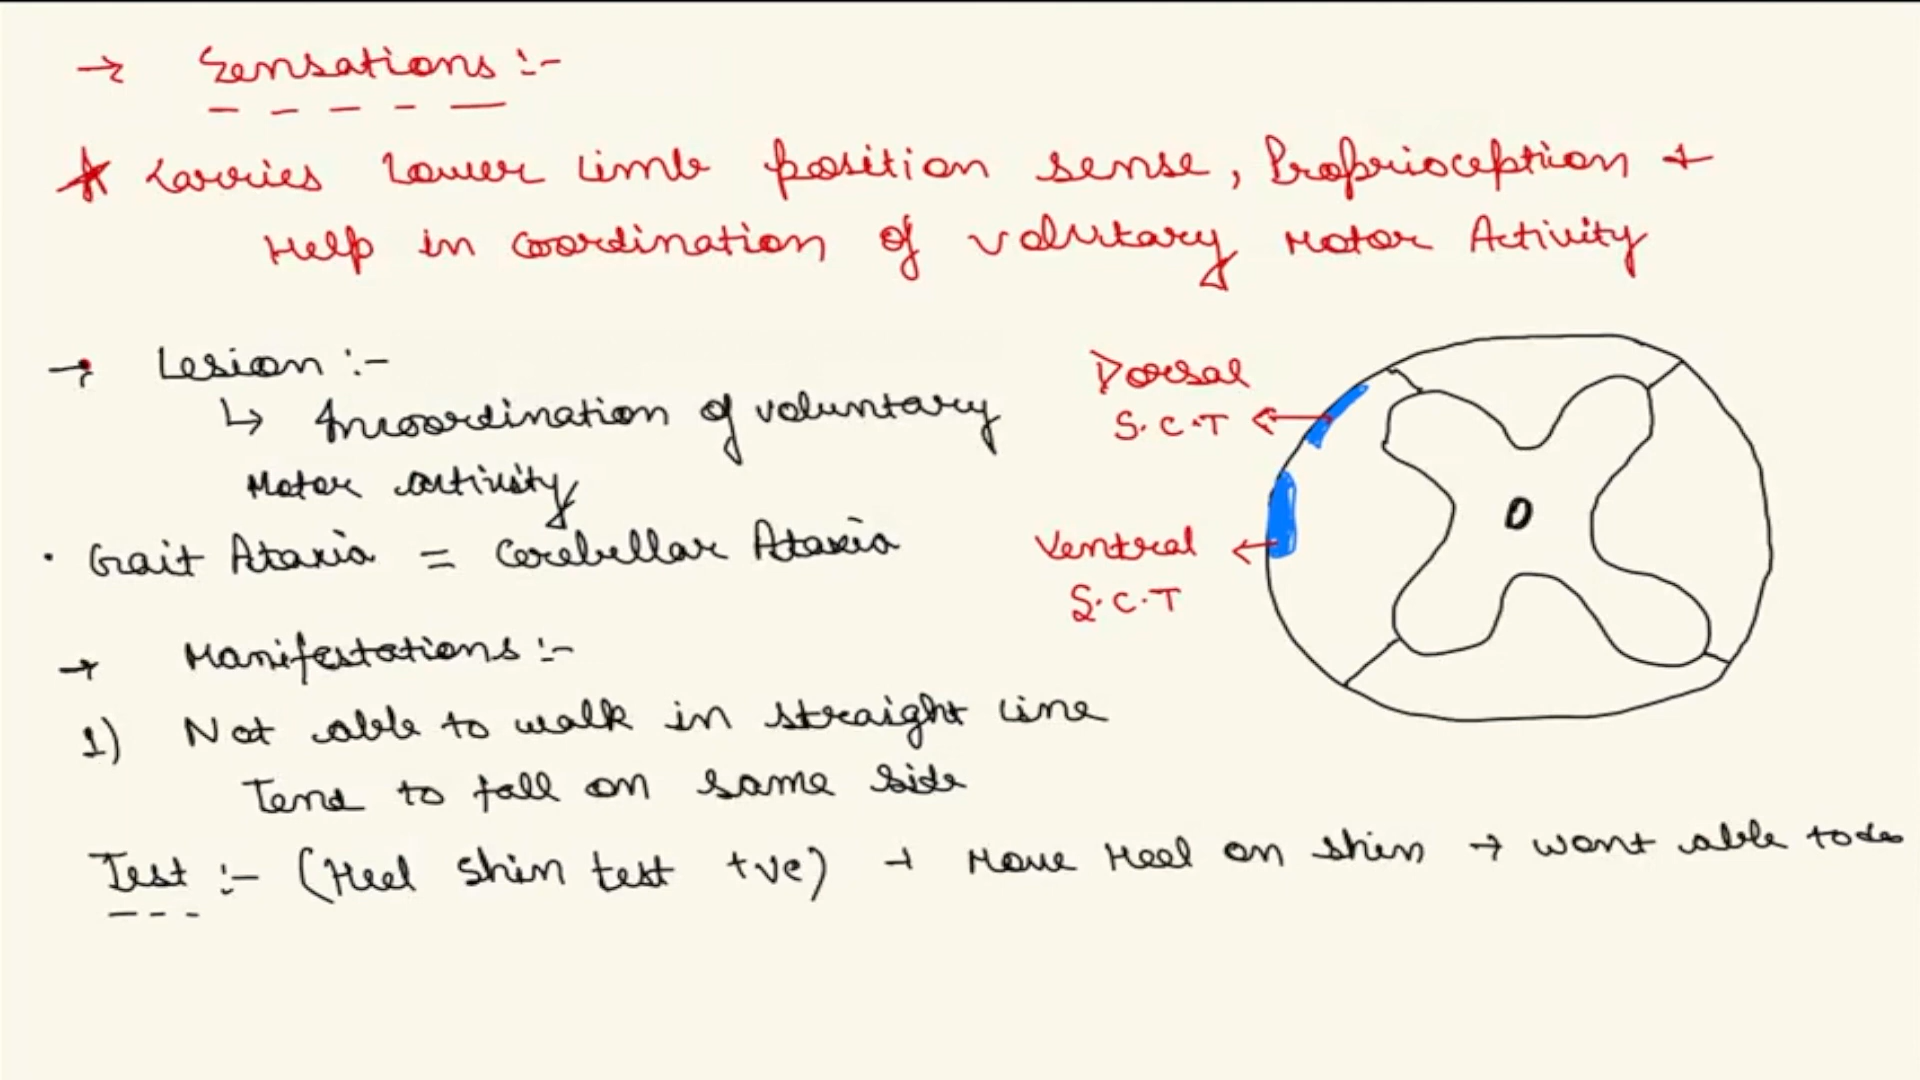 → Sensations :-
* Carries Lower Limb position sense, Proprioception +
Help in Coordination of volutary Motor Activity
→ Lesion :-
↳ Incoordination of voluntary
Motor activity
• Gait Ataxia = Cerebellar Ataxia
Dorsal
S.C.T
Ventral
S.C.T
→ Manifestations :-
1) Not able to walk in straight line
Tend to fall on same side
Test :- (Heel shin test +ve) → Move Heel on shin → wont able to do